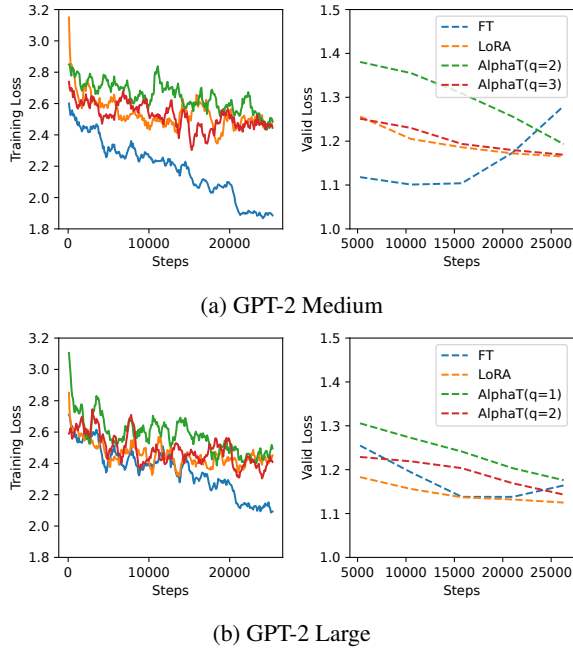 3.2
3.0
2.8
2.6
2.4
2.2
2.0
1.8
Training Loss
0
10000
20000
Steps
1.5
1.4
1.3
1.2
1.1
1.0
Valid Loss
FT
LoRA
AlphaT(q=2)
AlphaT(q=3)
5000 10000 15000 20000 25000
Steps
(a) GPT-2 Medium
3.2
3.0
2.8
2.6
2.4
2.2
2.0
1.8
Training Loss
0
10000
20000
Steps
1.5
1.4
1.3
1.2
1.1
1.0
Valid Loss
FT
LoRA
AlphaT(q=1)
AlphaT(q=2)
5000 10000 15000 20000 25000
Steps
(b) GPT-2 Large